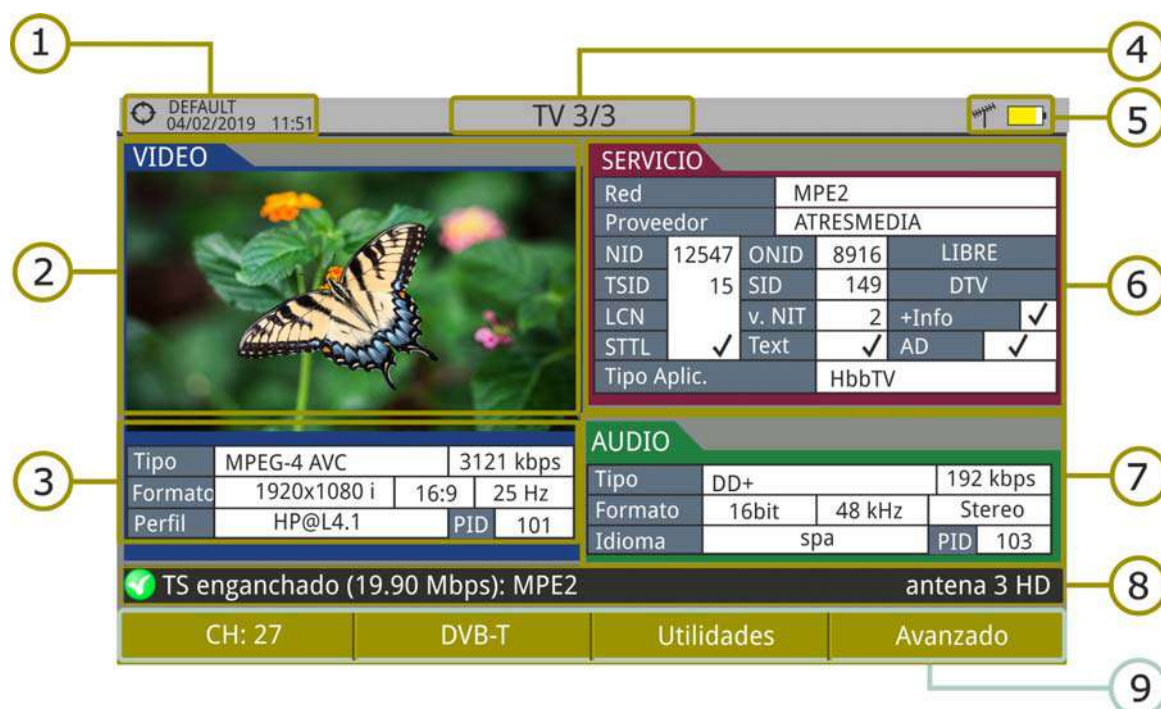 1
4
DEFAULT
04/02/2019 11:51
TV 3/3
5
VIDEO
2
SERVICIO
Red MPE2
Proveedor ATRESMEDIA
NID 12547 ONID 8916 LIBRE
TSID 15 SID 149 DTV
LCN v. NIT 2 +Info ✓
STTL ✓ Text ✓ AD ✓
Tipo Aplic. HbbTV
6
3
Tipo MPEG-4 AVC 3121 kbps
Formato 1920x1080 i 16:9 25 Hz
Perfil HP@L4.1 PID 101
AUDIO
Tipo DD+ 192 kbps
Formato 16bit 48 kHz Stereo
Idioma spa PID 103
7
TS enganchado (19.90 Mbps): MPE2 antena 3 HD
8
CH: 27 DVB-T Utilidades Avanzado
9